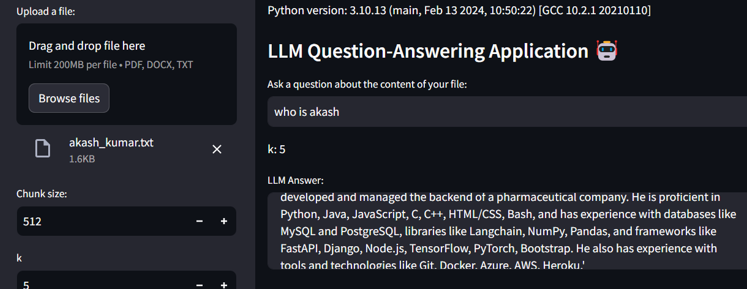 Upload a file:
Drag and drop file here
Limit 200MB per file • PDF, DOCX, TXT
Browse files
akash_kumar.txt
1.6KB
Chunk size:
512
k
5
Python version: 3.10.13 (main, Feb 13 2024, 10:50:22) [GCC 10.2.1 20210110]
LLM Question-Answering Application
Ask a question about the content of your file:
who is akash
k: 5
LLM Answer:
developed and managed the backend of a pharmaceutical company. He is proficient in
Python, Java, JavaScript, C, C++, HTML/CSS, Bash, and has experience with databases like
MySQL and PostgreSQL, libraries like Langchain, NumPy, Pandas, and frameworks like
FastAPI, Django, Node.js, TensorFlow, PyTorch, Bootstrap. He also has experience with
tools and technologies like Git, Docker, Azure, AWS, Heroku.'